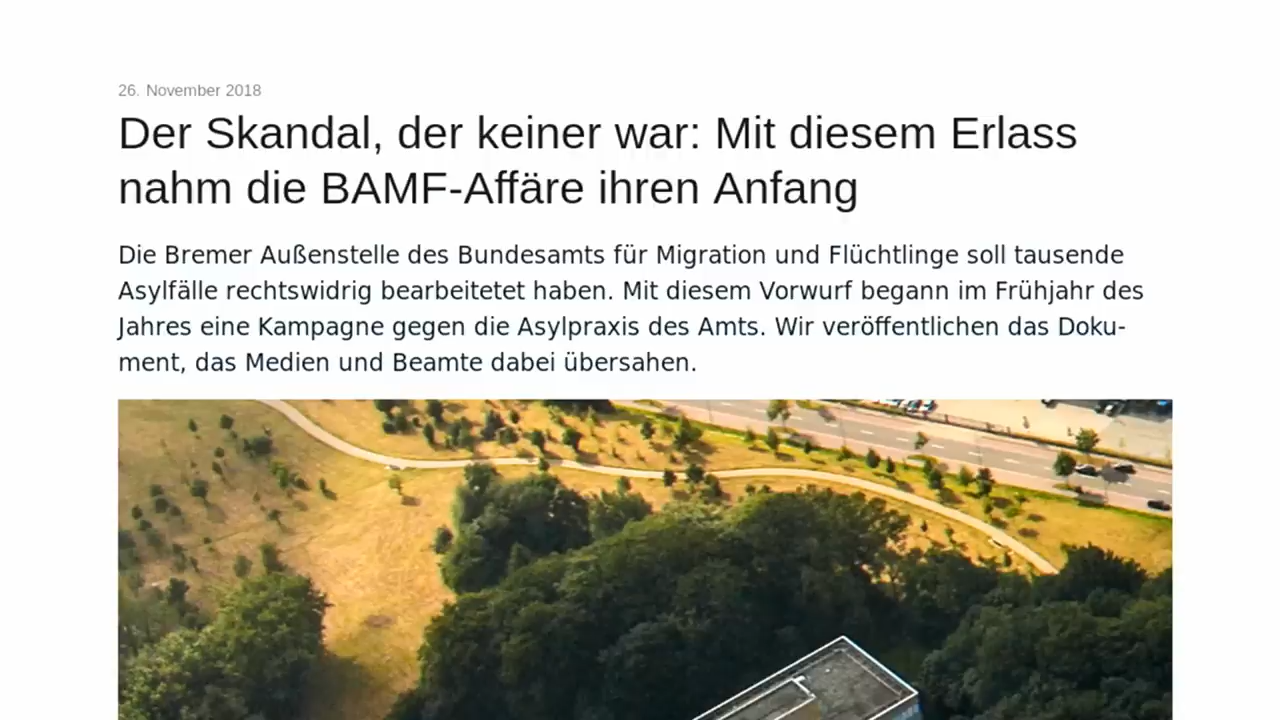 26. November 2018
Der Skandal, der keiner war: Mit diesem Erlass
nahm die BAMF-Affäre ihren Anfang
Die Bremer Außenstelle des Bundesamts für Migration und Flüchtlinge soll tausende
Asylfälle rechtswidrig bearbeitetet haben. Mit diesem Vorwurf begann im Frühjahr des
Jahres eine Kampagne gegen die Asylpraxis des Amts. Wir veröffentlichen das Doku-
ment, das Medien und Beamte dabei übersahen.